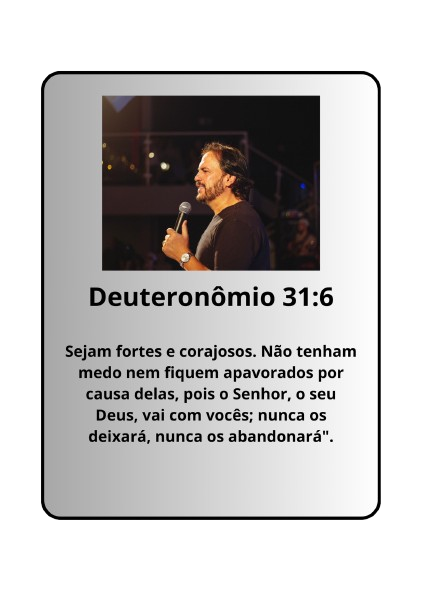 Deuteronômio 31:6
Sejam fortes e corajosos. Não tenham
medo nem fiquem apavorados por
causa delas, pois o Senhor, o seu
Deus, vai com vocês; nunca os
deixará, nunca os abandonará".